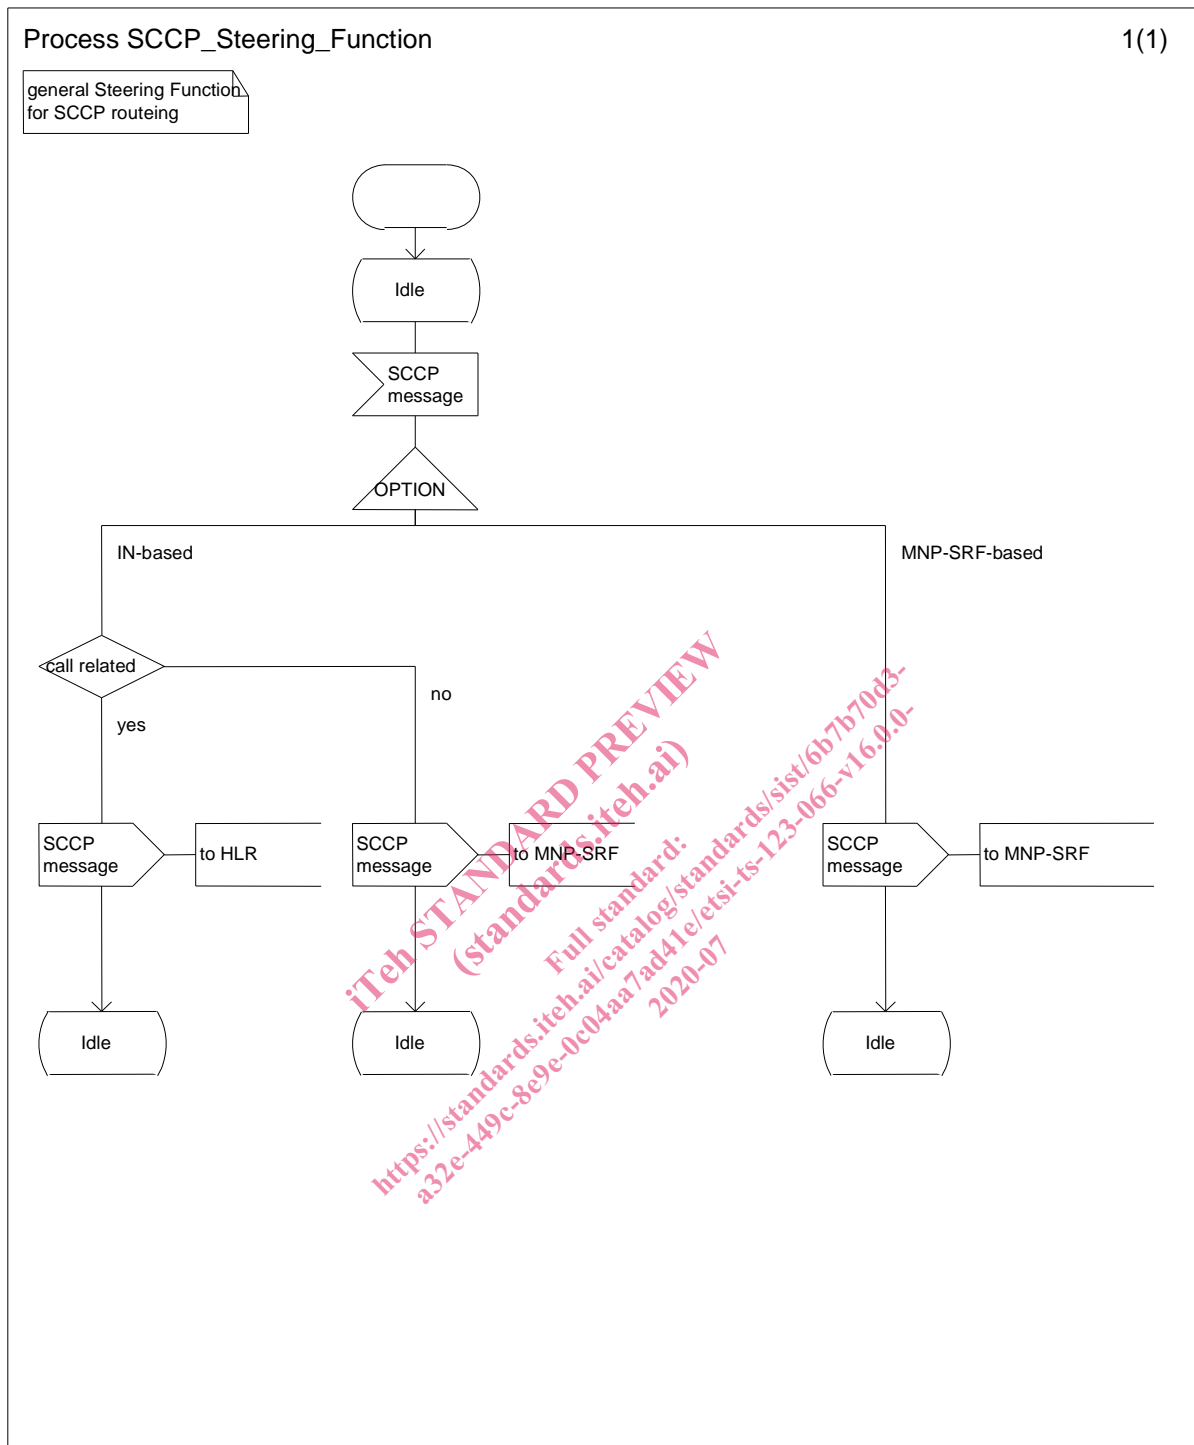 Process SCCP_Steering_Function
1(1)
general Steering Function
for SCCP routeing
Idle
SCCP
message
OPTION
IN-based
MNP-SRF-based
call related
no
yes
SCCP
message
to HLR
SCCP
message
to MNP-SRF
SCCP
message
to MNP-SRF
Idle
Idle
Idle
iTeh STANDARD PREVIEW
(standards.iteh.ai)
Full standard:
https://standards.iteh.ai/catalog/standards/sist/6b7b70d3-
a32e-449c-8e9e-0c04aa7ad41e/etsi-ts-123-066-v16.0.0-
2020-07